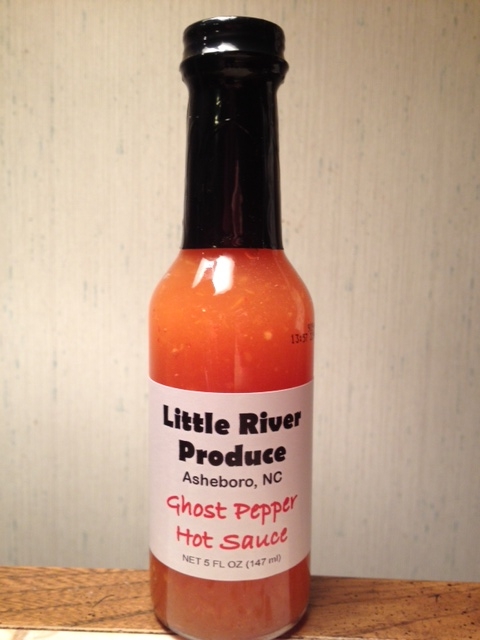 Little River
Produce
Asheboro, NC
Ghost Pepper
Hot Sauce
NET 5 FL OZ (147 ml)